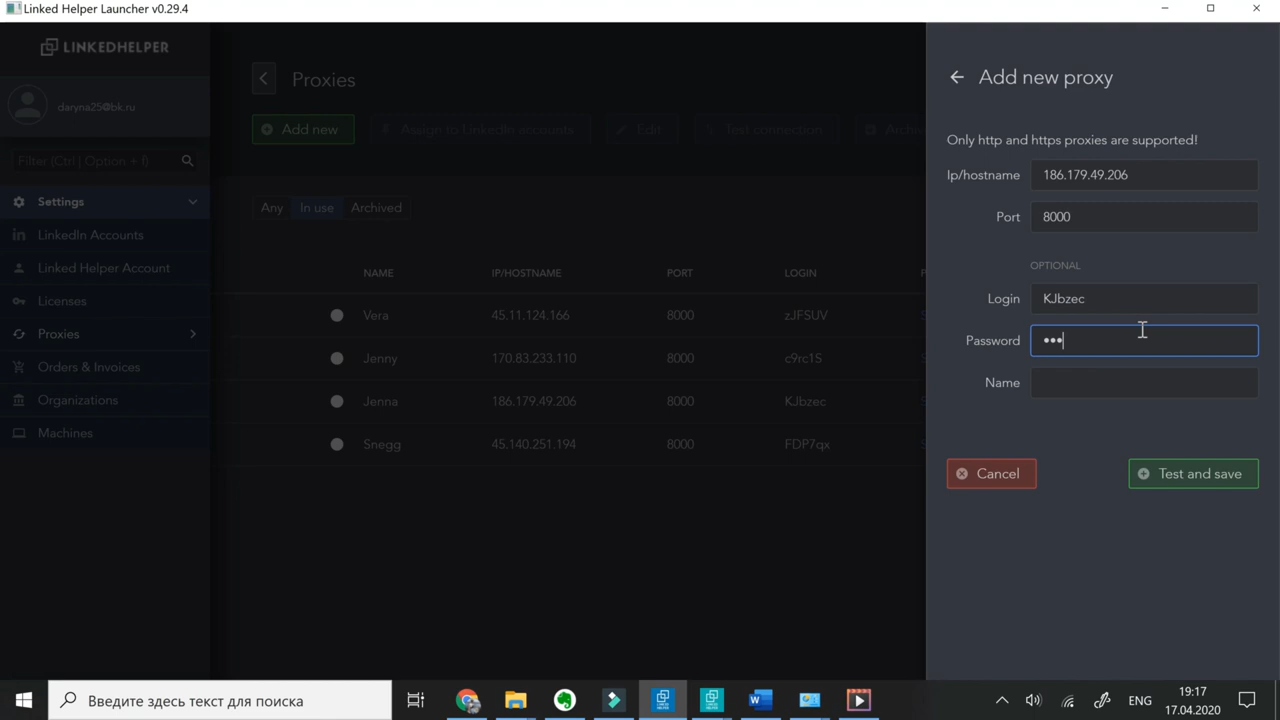 Linked Helper Launcher v0.29.4
LINKEDHELPER
daryna25@bk.ru
Filter (Ctrl | Option + I)
Settings
LinkedIn Accounts
Linked Helper Account
Licenses
Proxies
Orders & Invoices
Organizations
Machines
Proxies
Add new
Assign to LinkedIn accounts
Edit
Test connection
Any
In use
Archived
NAME IP/HOSTNAME PORT LOGIN
Vera 45.11.124.166 8000 zJFSUV
Jenny 170.83.233.110 8000 c9rc1S
Jenna 186.179.49.206 8000 KJbzec
Snegg 45.140.251.194 8000 FDP7qx
Add new proxy
Only http and https proxies are supported!
Ip/hostname 186.179.49.206
Port 8000
OPTIONAL
Login KJbzec
Password •••
Name
Cancel
Test and save
Введите здесь текст для поиска
ENG
19:17
17.04.2020